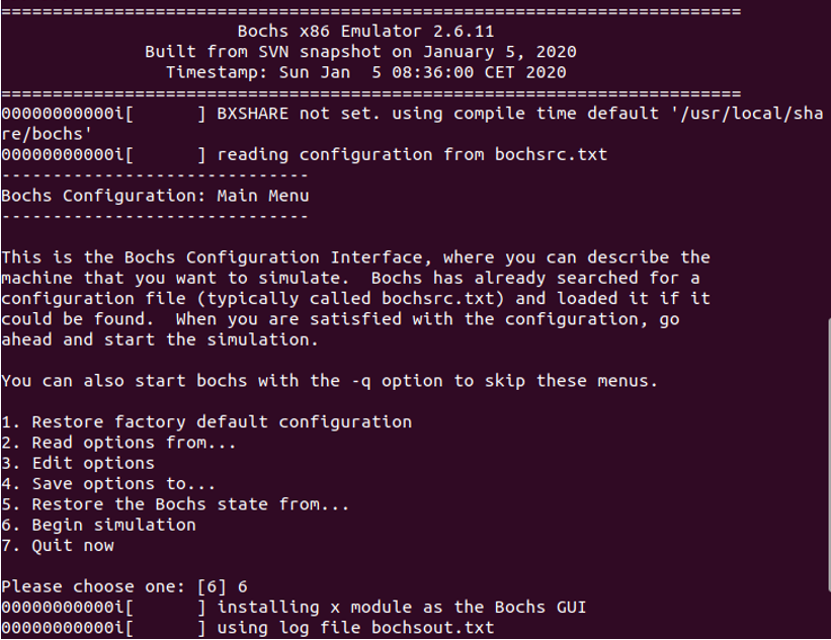 ========================================================================
                       Bochs x86 Emulator 2.6.11
              Built from SVN snapshot on January 5, 2020
                Timestamp: Sun Jan  5 08:36:00 CET 2020
========================================================================
00000000000i[      ] BXSHARE not set. using compile time default '/usr/local/sha
re/bochs'
00000000000i[      ] reading configuration from bochsrc.txt
------------------------------
Bochs Configuration: Main Menu
------------------------------

This is the Bochs Configuration Interface, where you can describe the
machine that you want to simulate.  Bochs has already searched for a
configuration file (typically called bochsrc.txt) and loaded it if it
could be found.  When you are satisfied with the configuration, go
ahead and start the simulation.

You can also start bochs with the -q option to skip these menus.

1. Restore factory default configuration
2. Read options from...
3. Edit options
4. Save options to...
5. Restore the Bochs state from...
6. Begin simulation
7. Quit now

Please choose one: [6] 6
00000000000i[      ] installing x module as the Bochs GUI
00000000000i[      ] using log file bochsout.txt